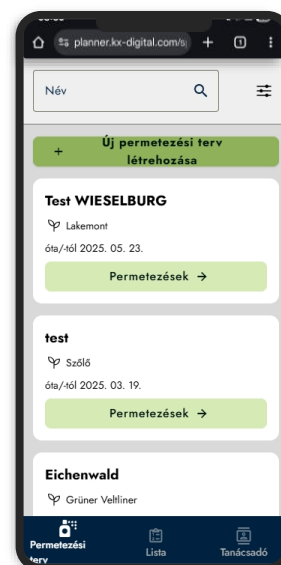 planner.kx-digital.com/s
1
Név
+ Új permetezési terv
létrehozása
Test WIESELBURG
Lakemont
óta/-tól 2025. 05. 23.
Permetezések →
test
Szőlő
óta/-tól 2025. 03. 19.
Permetezések →
Eichenwald
Grüner Veltliner
Permetezési
terv
Lista
Tanácsadó